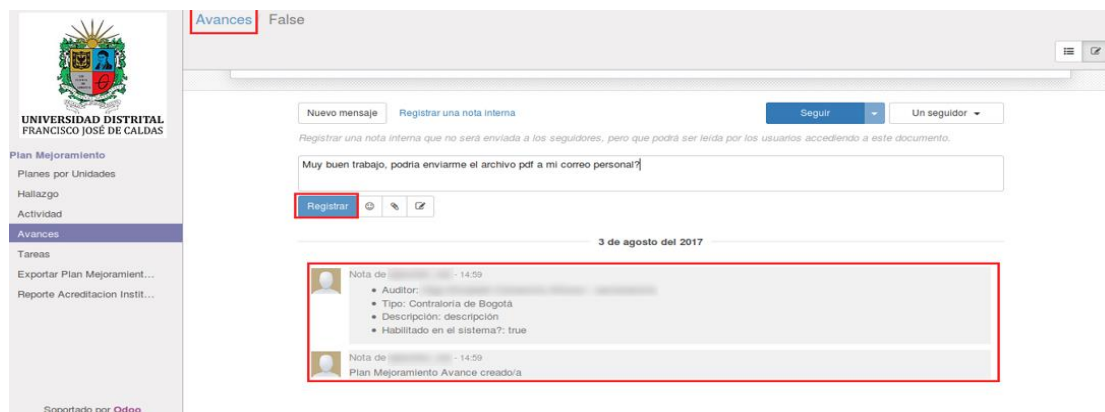 Avances False
UNIVERSIDAD DISTRITAL
FRANCISCO JOSÉ DE CALDAS
Plan Mejoramiento
Planes por Unidades
Hallazgo
Actividad
Avances
Tareas
Exportar Plan Mejoramient...
Reporte Acreditacion Instit...
Soportado por Odoo
Nuevo mensaje Registrar una nota interna Seguir Un seguidor
Registrar una nota interna que no será enviada a los seguidores, pero que podrá ser leída por los usuarios accediendo a este documento.
Muy buen trabajo, podria enviarme el archivo pdf a mi correo personal?
Registrar
3 de agosto del 2017
Nota de - 14:59
• Auditor:
• Tipo: Contraloría de Bogotá
• Descripción: descripción
• Habilitado en el sistema?: true
Nota de - 14:59
Plan Mejoramiento Avance creado/a